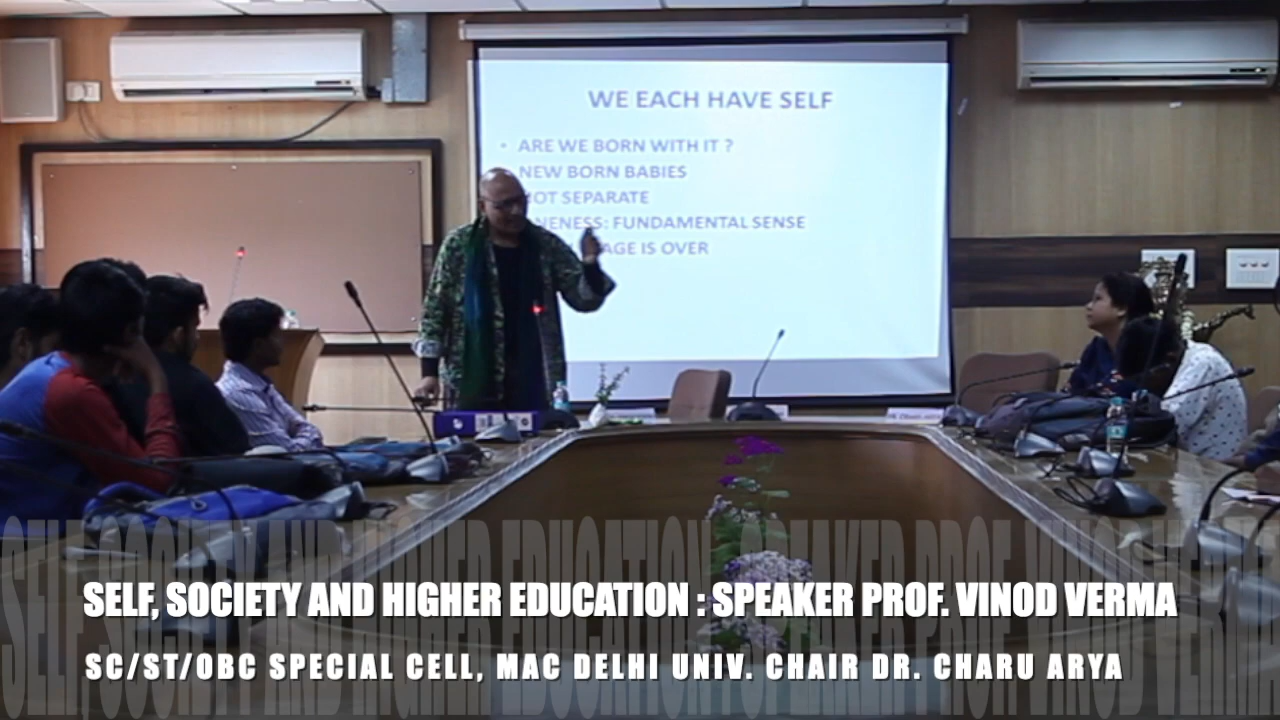 WE EACH HAVE SELF
• ARE WE BORN WITH IT ?
NEW BORN BABIES
NOT SEPARATE
ONENESS: FUNDAMENTAL SENSE
AGE IS OVER
SELF, SOCIETY AND HIGHER EDUCATION : SPEAKER PROF. VINOD VERMA
SC/ST/OBC SPECIAL CELL, MAC DELHI UNIV. CHAIR DR. CHARU ARYA